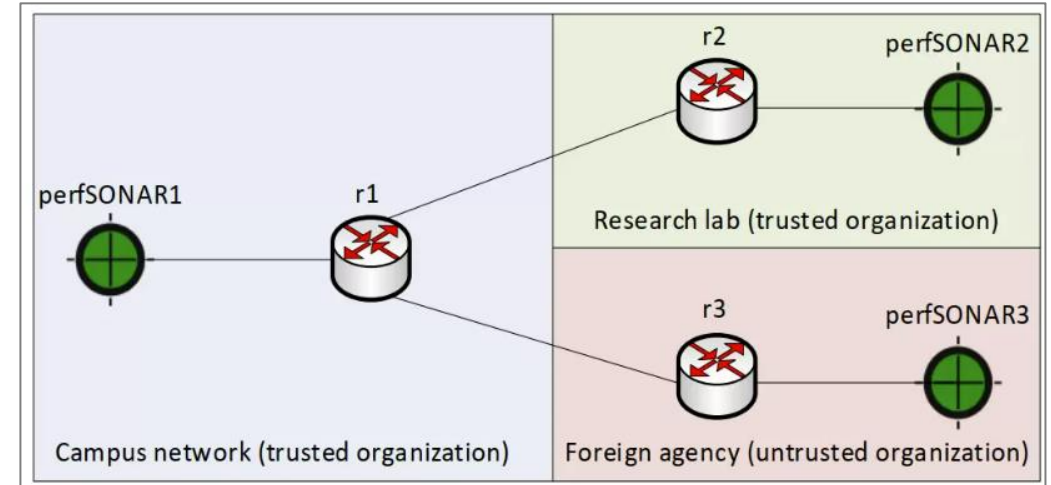 r2
perfSONAR2
perfSONAR1
r1
Research lab (trusted organization)
r3
perfSONAR3
Campus network (trusted organization)
Foreign agency (untrusted organization)